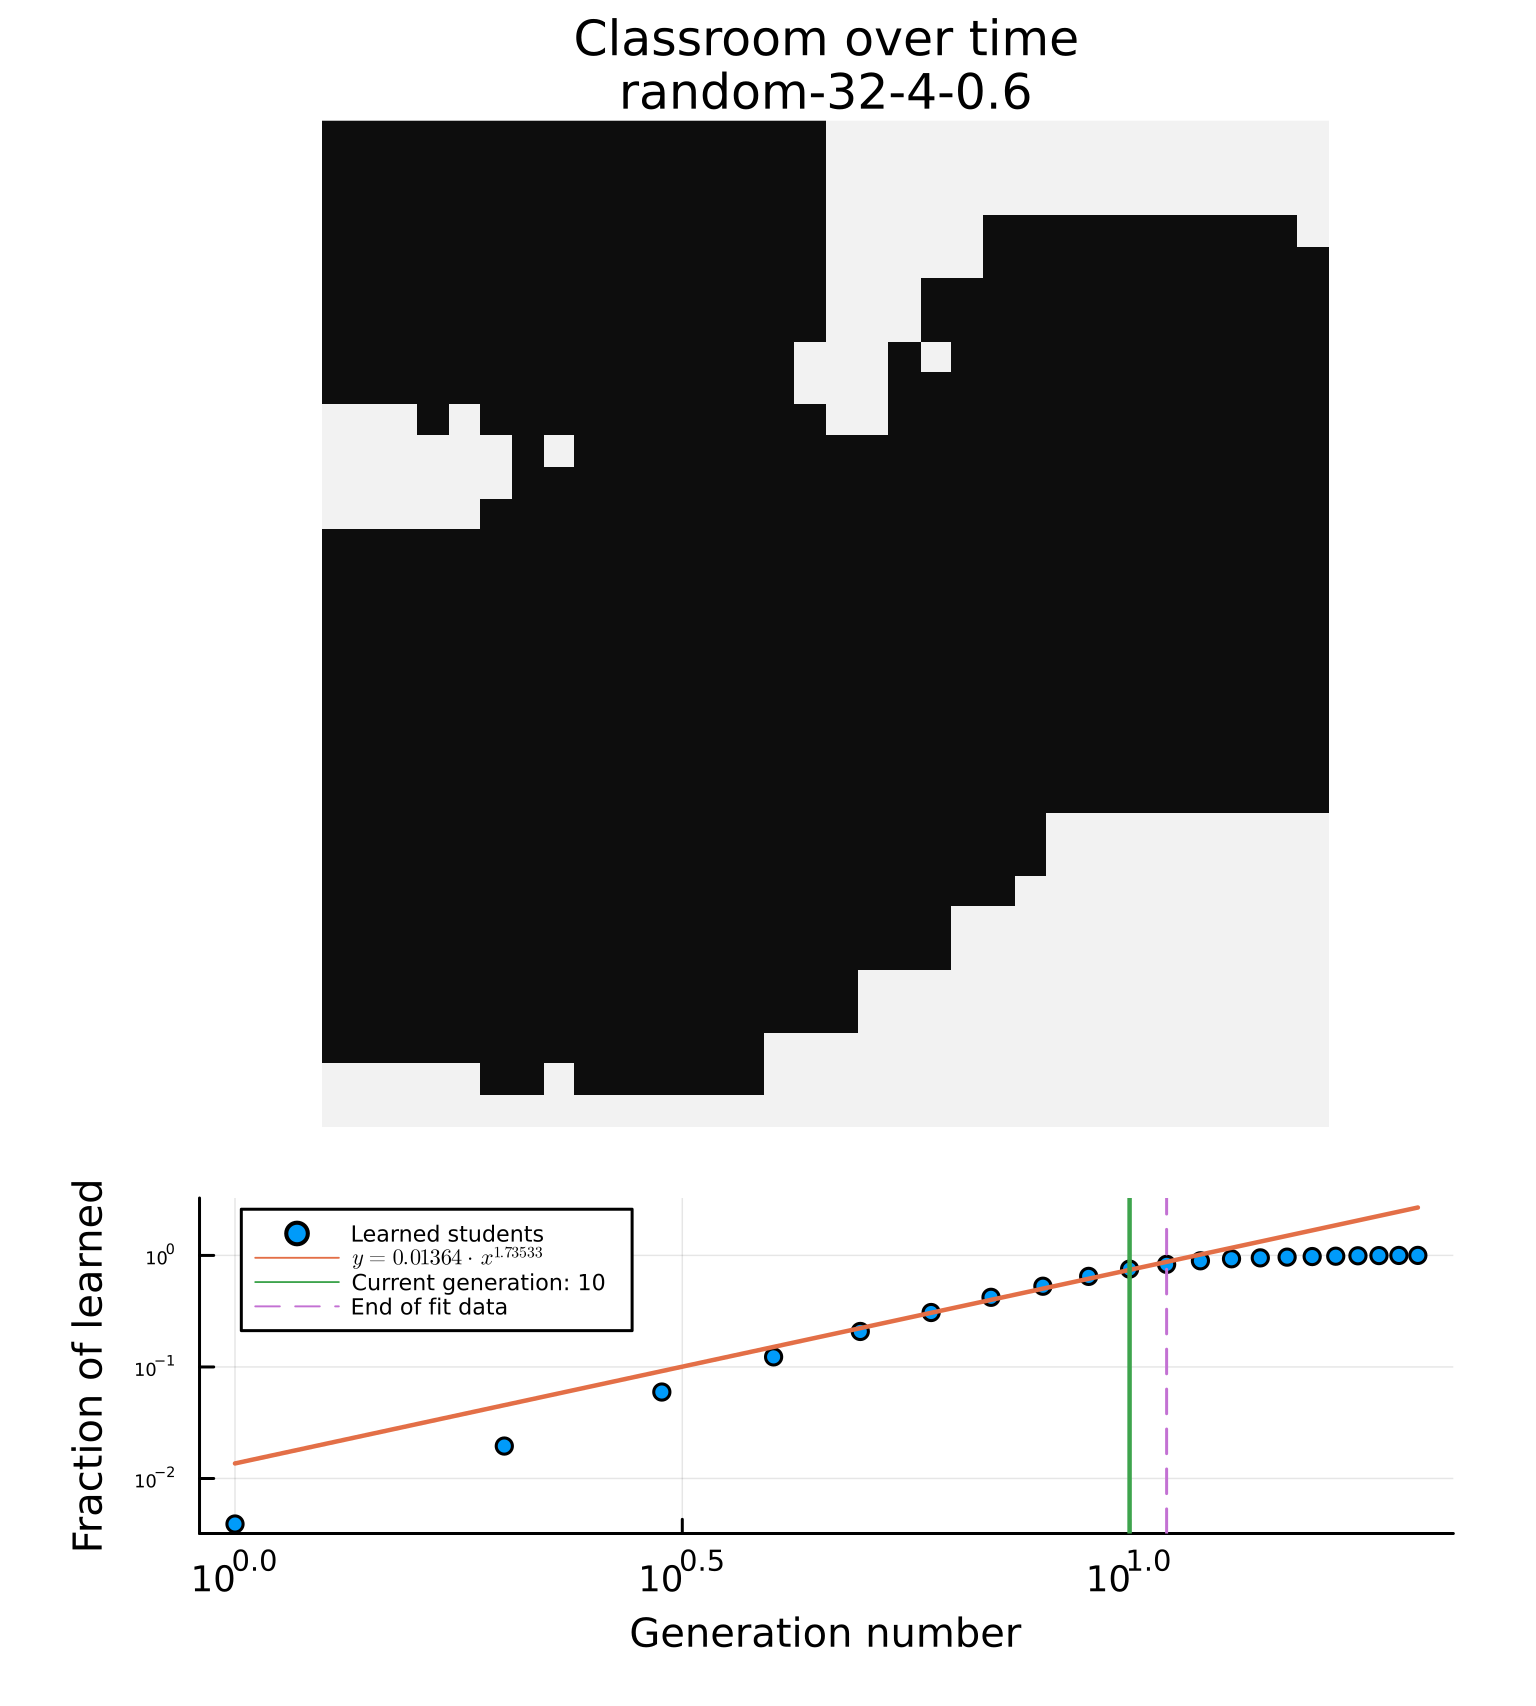 Classroom over time
random-32-4-0.6
Fraction of learned
Learned students
y = 0.01364 · x^1.73533
Current generation: 10
End of fit data
10^0
10^-1
10^-2
10^0.0 10^0.5 10^1.0
Generation number